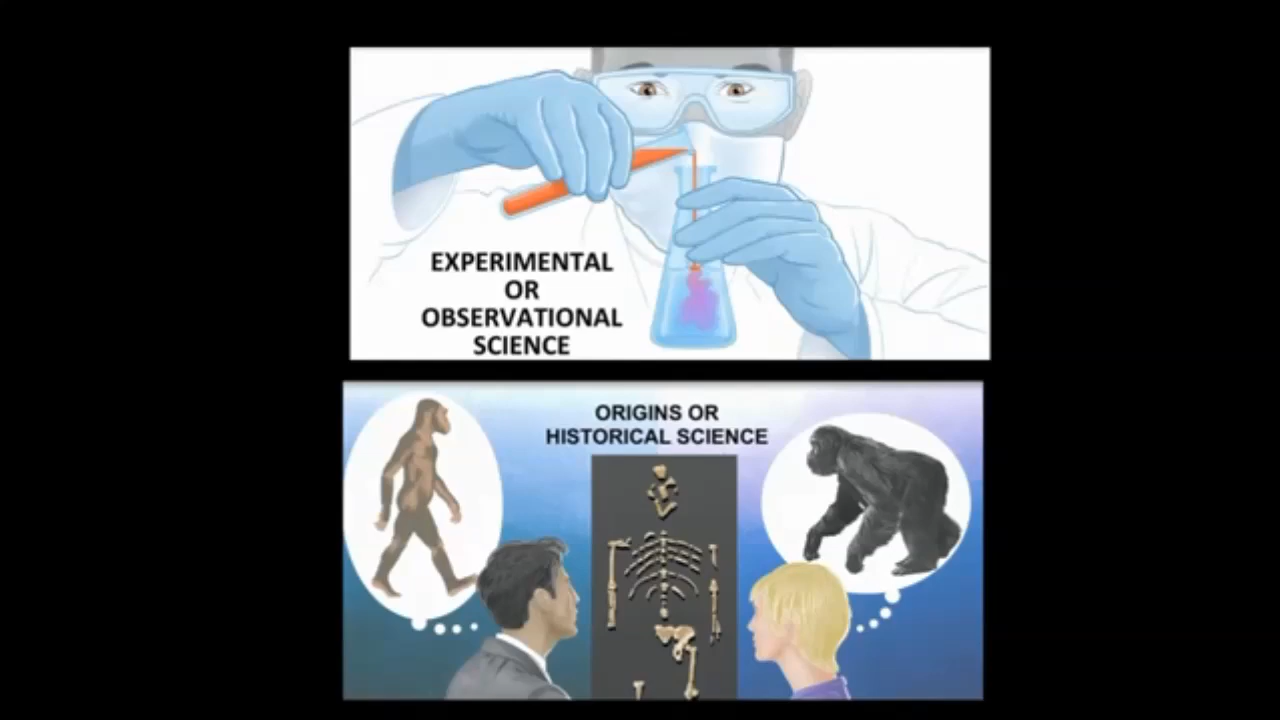 EXPERIMENTAL
OR
OBSERVATIONAL
SCIENCE
ORIGINS OR
HISTORICAL SCIENCE